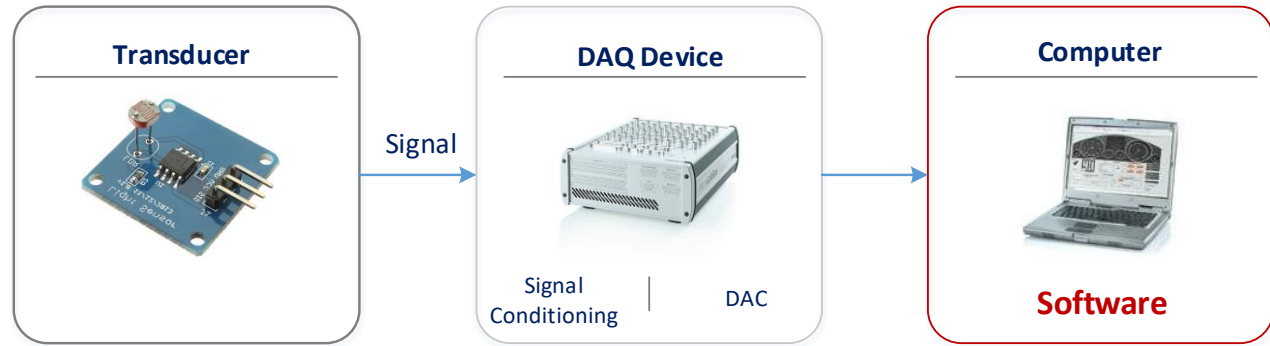 Transducer
DAQ Device
Computer
Signal
Signal
Conditioning
DAC
Software